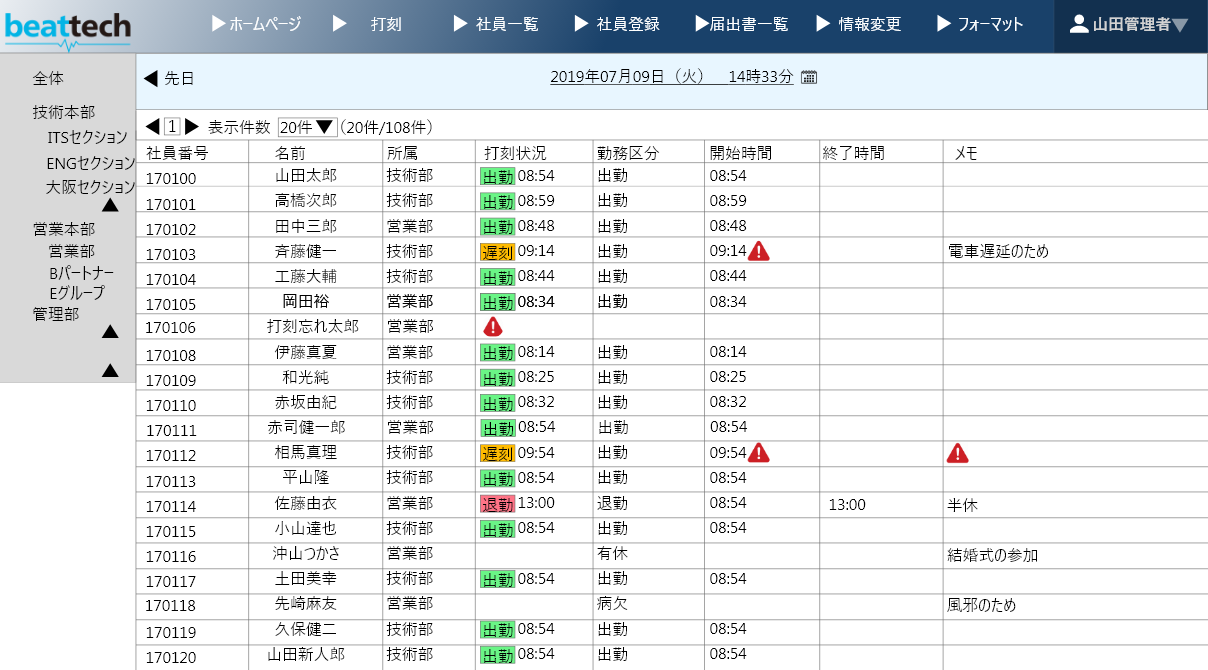 beattech
▶ホームページ ▶ 打刻 ▶ 社員一覧 ▶ 社員登録 ▶届出書一覧 ▶ 情報変更 ▶ フォーマット 山田管理者▼
全体
技術本部
ITSセクション
ENGセクション
大阪セクション
▲
営業本部
営業部
Bパートナー
Eグループ
管理部
▲
▲
◀ 先日
2019年07月09日（火） 14時33分
◀ 1 ▶ 表示件数 20件▼（20件/108件）
社員番号 名前 所属 打刻状況 勤務区分 開始時間 終了時間 メモ
170100 山田太郎 技術部 出勤 08:54 出勤 08:54
170101 高橋次郎 技術部 出勤 08:59 出勤 08:59
170102 田中三郎 営業部 出勤 08:48 出勤 08:48
170103 斉藤健一 技術部 遅刻 09:14 出勤 09:14 電車遅延のため
170104 工藤大輔 技術部 出勤 08:44 出勤 08:44
170105 岡田裕 営業部 出勤 08:34 出勤 08:34
170106 打刻忘れ太郎 営業部
170108 伊藤真夏 営業部 出勤 08:14 出勤 08:14
170109 和光純 技術部 出勤 08:25 出勤 08:25
170110 赤坂由紀 技術部 出勤 08:32 出勤 08:32
170111 赤司健一郎 営業部 出勤 08:54 出勤 08:54
170112 相馬真理 技術部 遅刻 09:54 出勤 09:54
170113 平山隆 技術部 出勤 08:54 出勤 08:54
170114 佐藤由衣 営業部 退勤 13:00 退勤 08:54 13:00 半休
170115 小山達也 技術部 出勤 08:54 出勤 08:54
170116 沖山つかさ 営業部 有休 結婚式の参加
170117 土田美幸 技術部 出勤 08:54 出勤 08:54
170118 先崎麻友 営業部 病欠 風邪のため
170119 久保健二 技術部 出勤 08:54 出勤 08:54
170120 山田新人郎 技術部 出勤 08:54 出勤 08:54